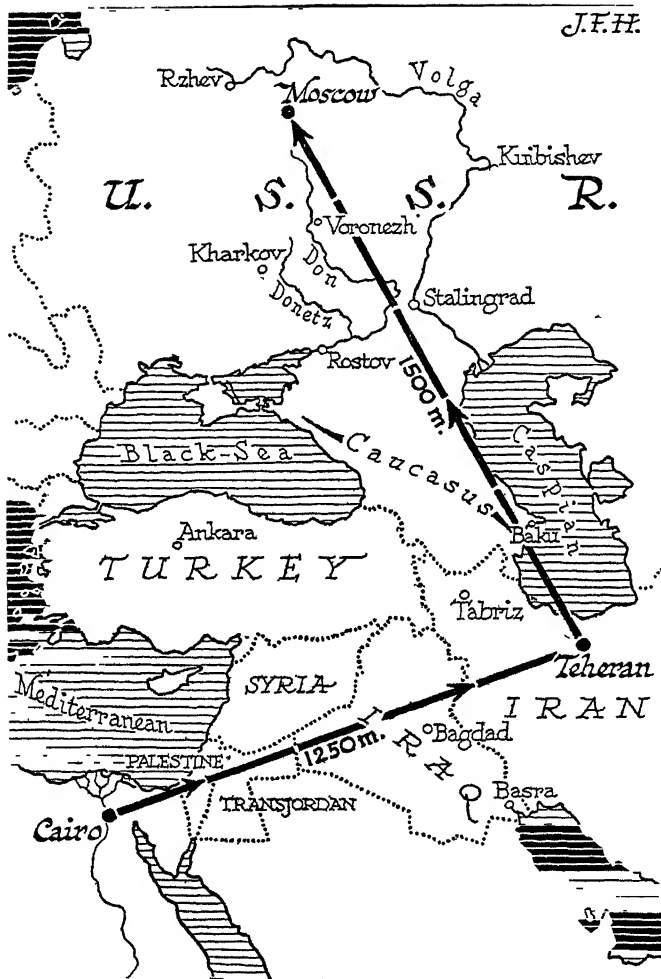 J.F.H.
Rzhev
Moscow
Volga
Kuibishev
U. S. S. R.
Voronezh
Kharkov
Don
Donetz
Stalingrad
Rostov
1500 m.
Black-Sea
Caucasus
Caspian
Baku
Ankara
TURKEY
Tabriz
Teheran
Mediterranean
SYRIA
IRAN
IRAQ
Bagdad
1250 m.
PALESTINE
TRANSJORDAN
Basra
Cairo